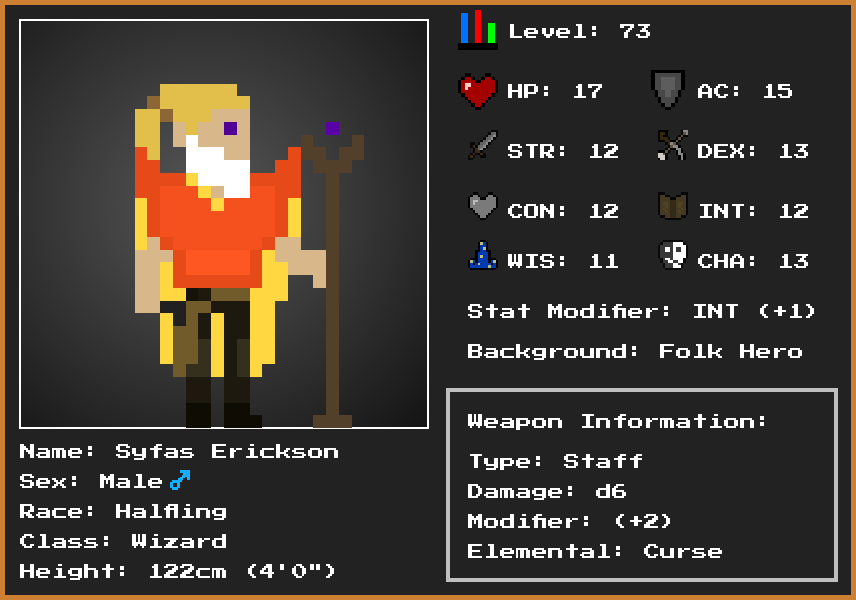 Level: 73
HP: 17
AC: 15
STR: 12
DEX: 13
CON: 12
INT: 12
WIS: 11
CHA: 13
Stat Modifier: INT (+1)
Background: Folk Hero
Weapon Information:
Type: Staff
Damage: d6
Modifier: (+2)
Elemental: Curse
Name: Syfas Erickson
Sex: Male ♂
Race: Halfling
Class: Wizard
Height: 122cm (4'0")